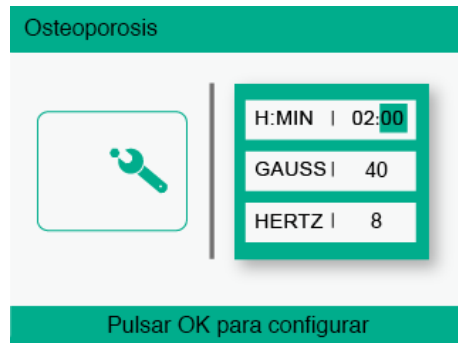 Osteoporosis
H:MIN | 02:00
GAUSS | 40
HERTZ | 8
Pulsar OK para configurar